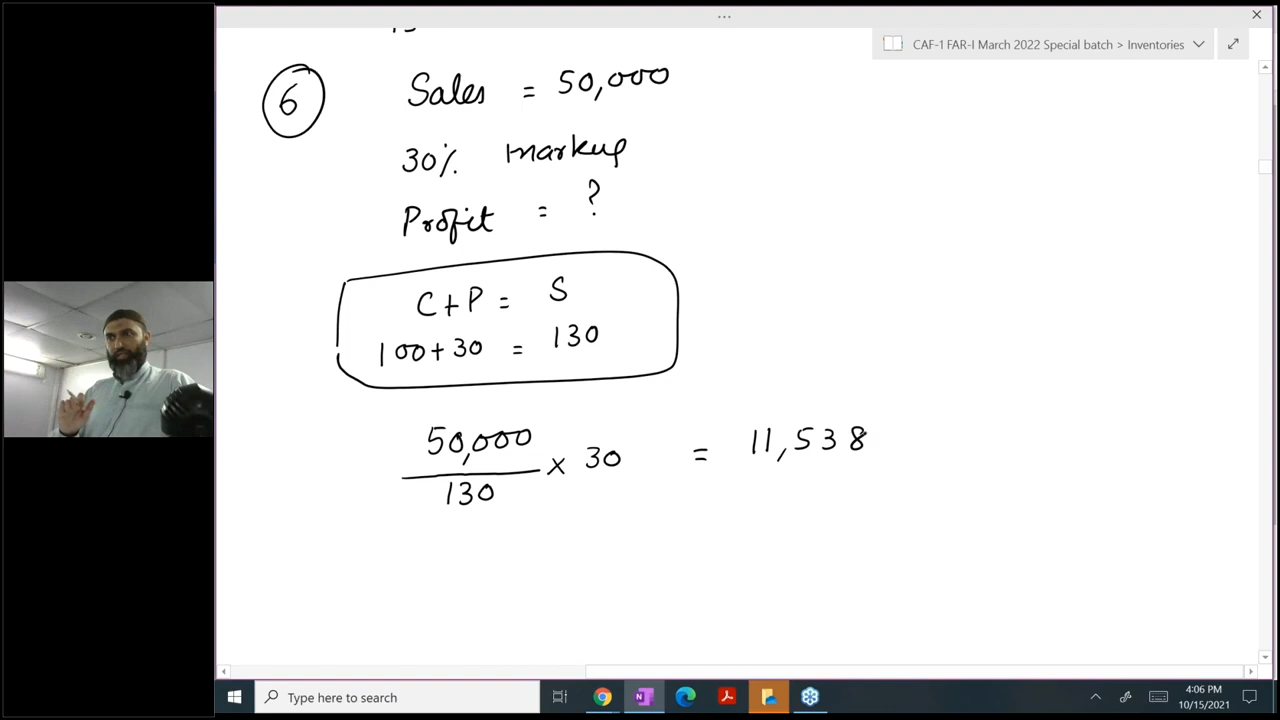 CAF-1 FAR-I March 2022 Special batch > Inventories
6
Sales = 50,000
30% markup
Profit = ?
C+P = S
100+30 = 130
50,000
130
× 30 = 11,538
Type here to search
4:06 PM
10/15/2021